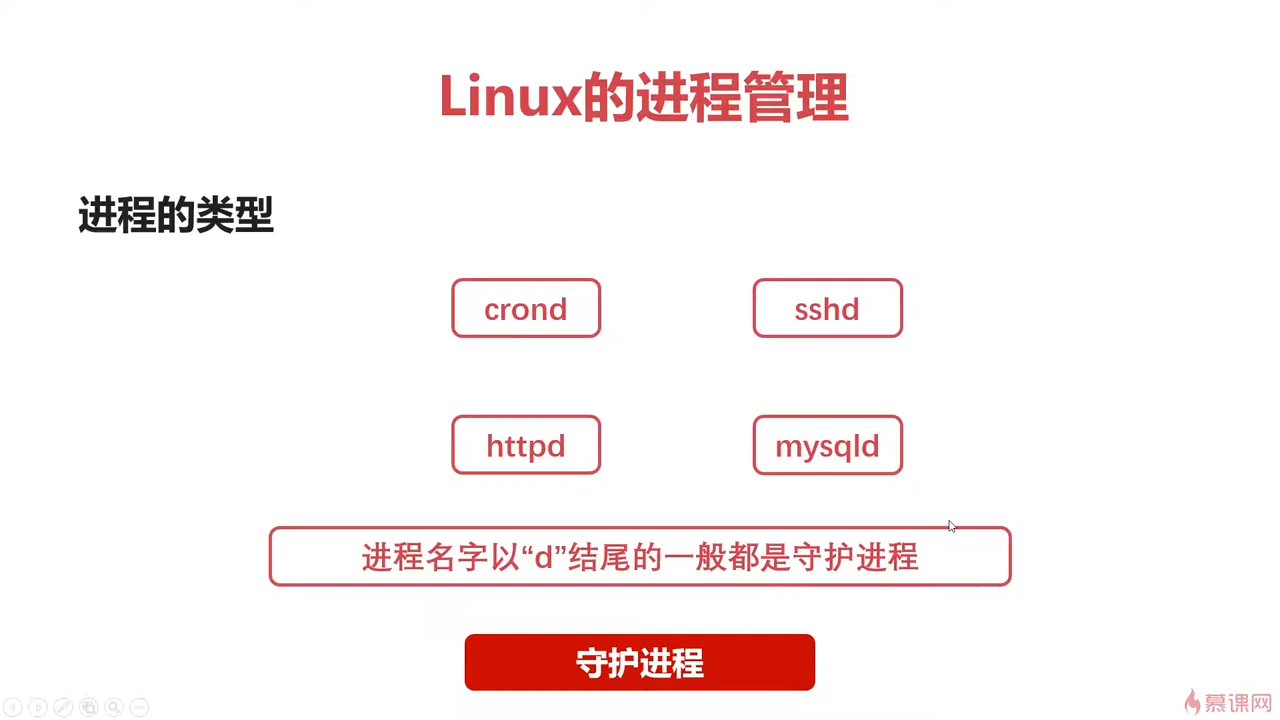 Linux的进程管理
进程的类型
crond
sshd
httpd
mysqld
进程名字以“d”结尾的一般都是守护进程
守护进程
慕课网